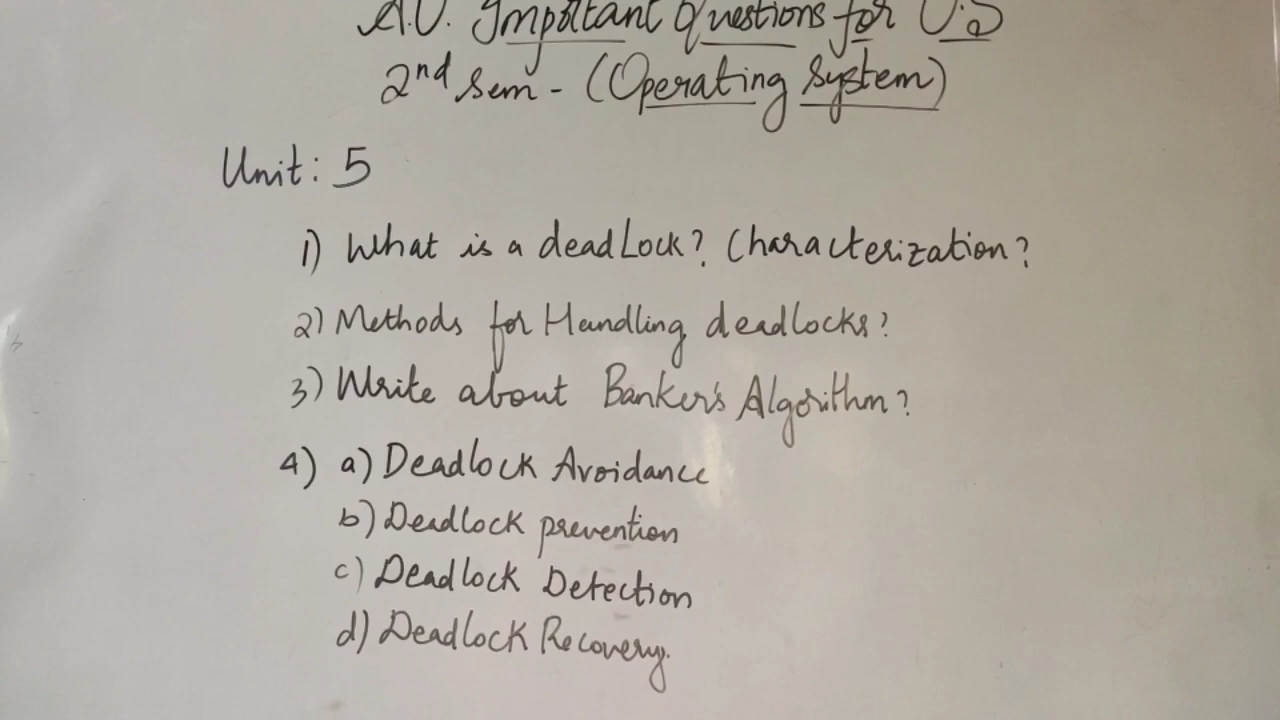 A.U. Important Questions for O.S
2nd Sem - (Operating System)
Unit: 5
1) What is a deadLock? Characterization?
2) Methods for Handling deadlocks?
3) Write about Banker's Algorithm?
4) a) Deadlock Avoidance
b) Deadlock prevention
c) Deadlock Detection
d) Deadlock Recovery.